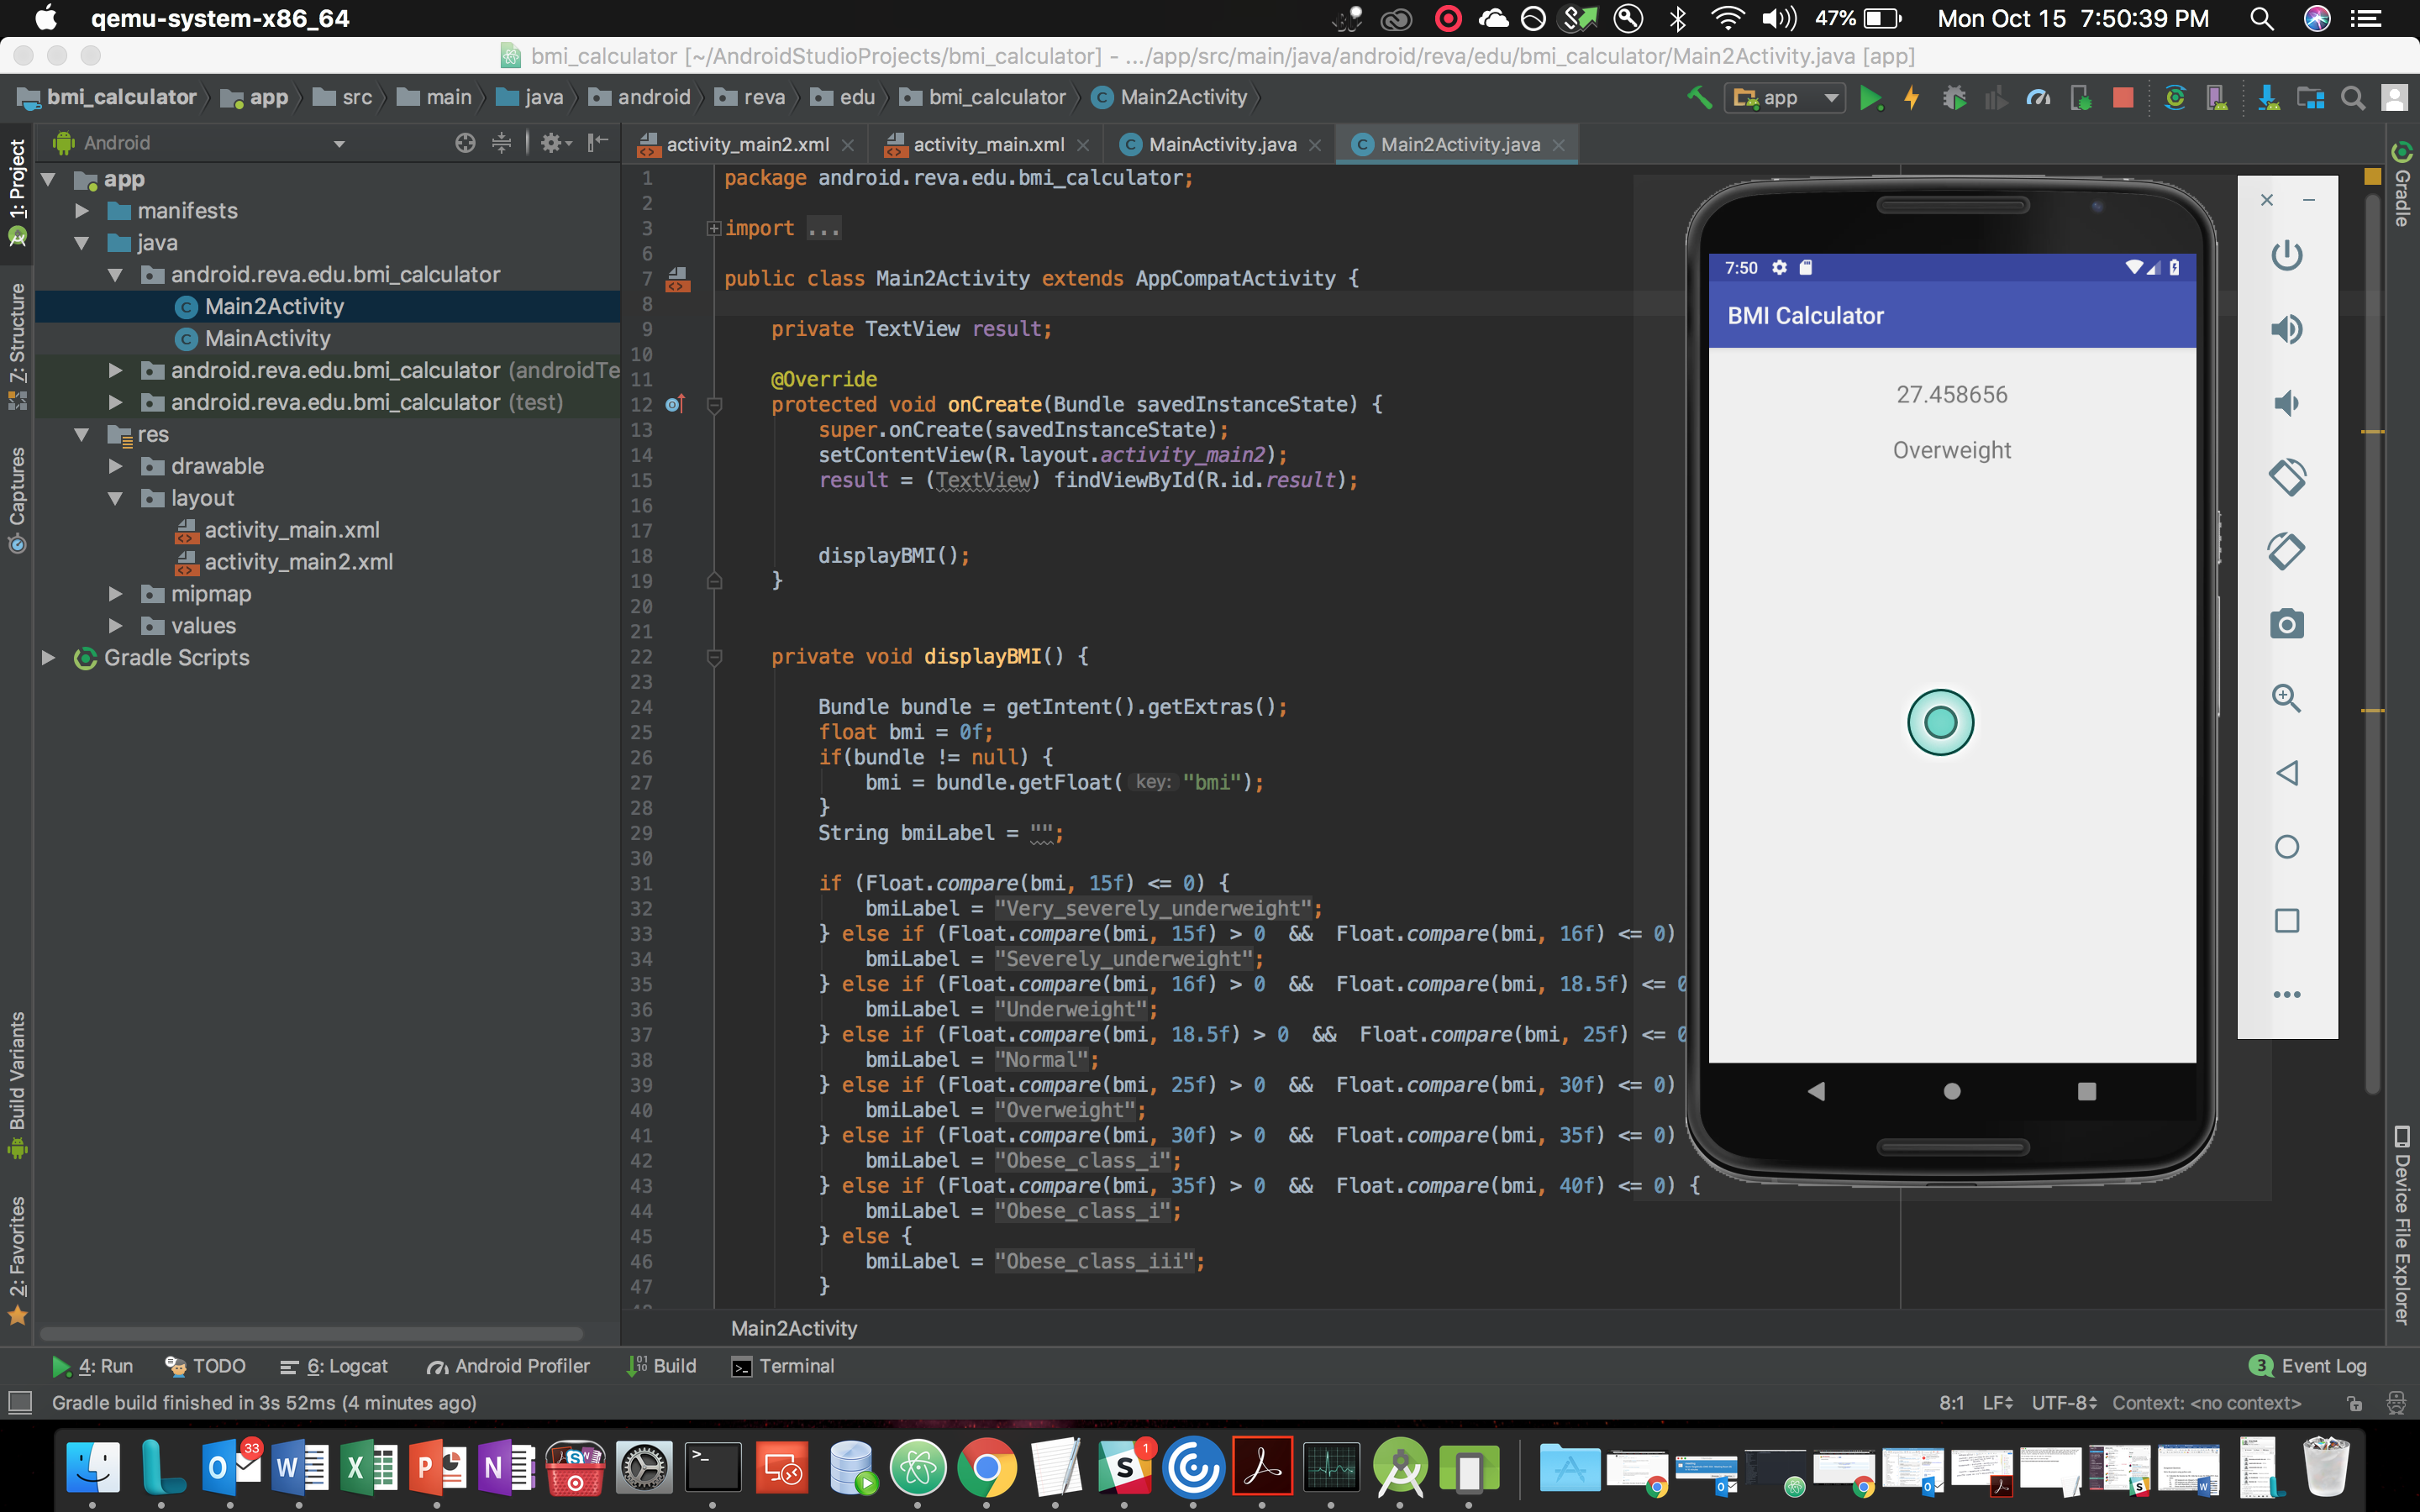 qemu-system-x86_64
47%
Mon Oct 15 7:50:39 PM
bmi_calculator [~/AndroidStudioProjects/bmi_calculator] - .../app/src/main/java/android/reva/edu/bmi_calculator/Main2Activity.java [app]
bmi_calculator app src main java android reva edu bmi_calculator Main2Activity
app
Android
activity_main2.xml activity_main.xml MainActivity.java Main2Activity.java
1: Project
7: Structure
Captures
Build Variants
2: Favorites
app
manifests
java
android.reva.edu.bmi_calculator
Main2Activity
MainActivity
android.reva.edu.bmi_calculator (androidTe
android.reva.edu.bmi_calculator (test)
res
drawable
layout
activity_main.xml
activity_main2.xml
mipmap
values
Gradle Scripts
1 package android.reva.edu.bmi_calculator;
2
3 import ...
6
7 public class Main2Activity extends AppCompatActivity {
8
9 private TextView result;
10
11 @Override
12 protected void onCreate(Bundle savedInstanceState) {
13 super.onCreate(savedInstanceState);
14 setContentView(R.layout.activity_main2);
15 result = (TextView) findViewById(R.id.result);
16
17
18 displayBMI();
19 }
20
21
22 private void displayBMI() {
23
24 Bundle bundle = getIntent().getExtras();
25 float bmi = 0f;
26 if(bundle != null) {
27 bmi = bundle.getFloat( key: "bmi");
28 }
29 String bmiLabel = "";
30
31 if (Float.compare(bmi, 15f) <= 0) {
32 bmiLabel = "Very_severely_underweight";
33 } else if (Float.compare(bmi, 15f) > 0 && Float.compare(bmi, 16f) <= 0)
34 bmiLabel = "Severely_underweight";
35 } else if (Float.compare(bmi, 16f) > 0 && Float.compare(bmi, 18.5f) <= 0
36 bmiLabel = "Underweight";
37 } else if (Float.compare(bmi, 18.5f) > 0 && Float.compare(bmi, 25f) <= 0
38 bmiLabel = "Normal";
39 } else if (Float.compare(bmi, 25f) > 0 && Float.compare(bmi, 30f) <= 0)
40 bmiLabel = "Overweight";
41 } else if (Float.compare(bmi, 30f) > 0 && Float.compare(bmi, 35f) <= 0)
42 bmiLabel = "Obese_class_i";
43 } else if (Float.compare(bmi, 35f) > 0 && Float.compare(bmi, 40f) <= 0) {
44 bmiLabel = "Obese_class_i";
45 } else {
46 bmiLabel = "Obese_class_iii";
47 }
Main2Activity
7:50
BMI Calculator
27.458656
Overweight
Gradle
Device File Explorer
4: Run TODO 6: Logcat Android Profiler Build Terminal
3 Event Log
Gradle build finished in 3s 52ms (4 minutes ago)
8:1 LF UTF-8 Context: <no context>
33
1